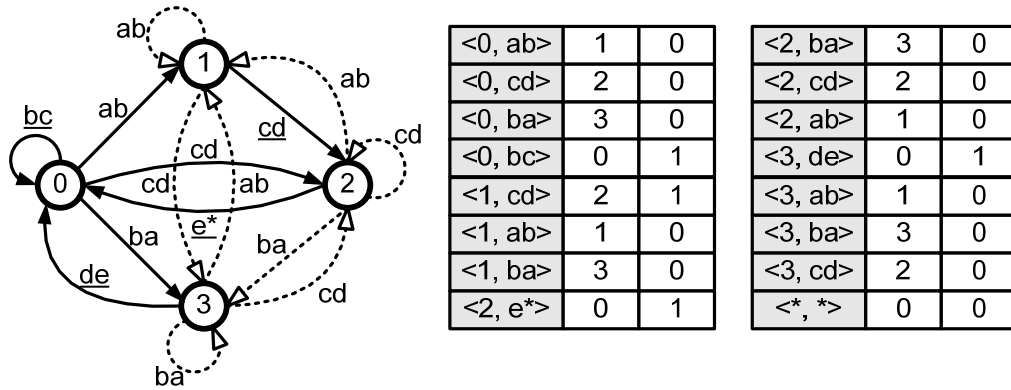 ab
1
ab
ab
bc
cd
cd
cd
0
cd
ab
2
ba
e*
ba
de
3
cd
ba
<0, ab> 1 0
<0, cd> 2 0
<0, ba> 3 0
<0, bc> 0 1
<1, cd> 2 1
<1, ab> 1 0
<1, ba> 3 0
<2, e*> 0 1
<2, ba> 3 0
<2, cd> 2 0
<2, ab> 1 0
<3, de> 0 1
<3, ab> 1 0
<3, ba> 3 0
<3, cd> 2 0
<*, *> 0 0